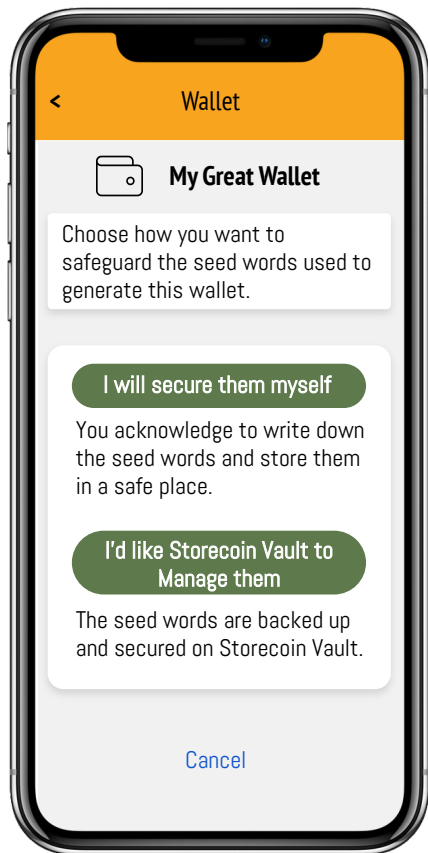 < Wallet
My Great Wallet
Choose how you want to
safeguard the seed words used to
generate this wallet.
I will secure them myself
You acknowledge to write down
the seed words and store them
in a safe place.
I'd like Storecoin Vault to
Manage them
The seed words are backed up
and secured on Storecoin Vault.
Cancel